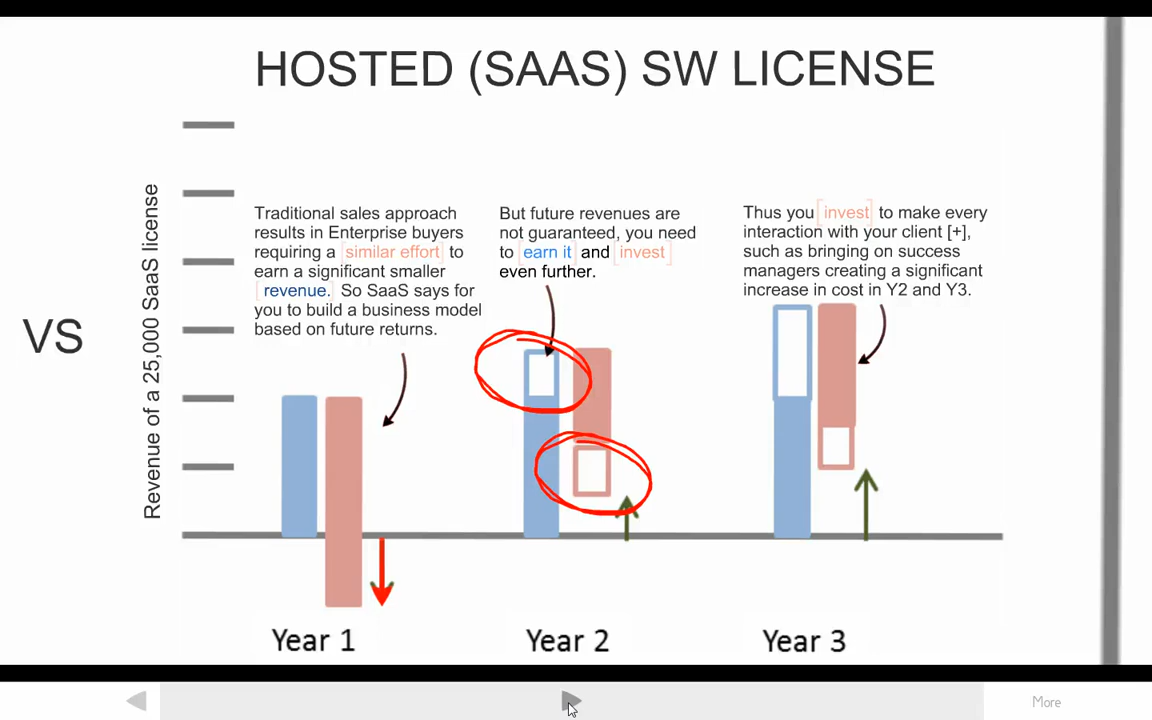 HOSTED (SAAS) SW LICENSE
VS
Revenue of a 25,000 SaaS license
Traditional sales approach
results in Enterprise buyers
requiring a [similar effort] to
earn a significant smaller
[revenue.] So SaaS says for
you to build a business model
based on future returns.
But future revenues are
not guaranteed, you need
to [earn it] and [invest]
even further.
Thus you [invest] to make every
interaction with your client [+],
such as bringing on success
managers creating a significant
increase in cost in Y2 and Y3.
Year 1
Year 2
Year 3
More